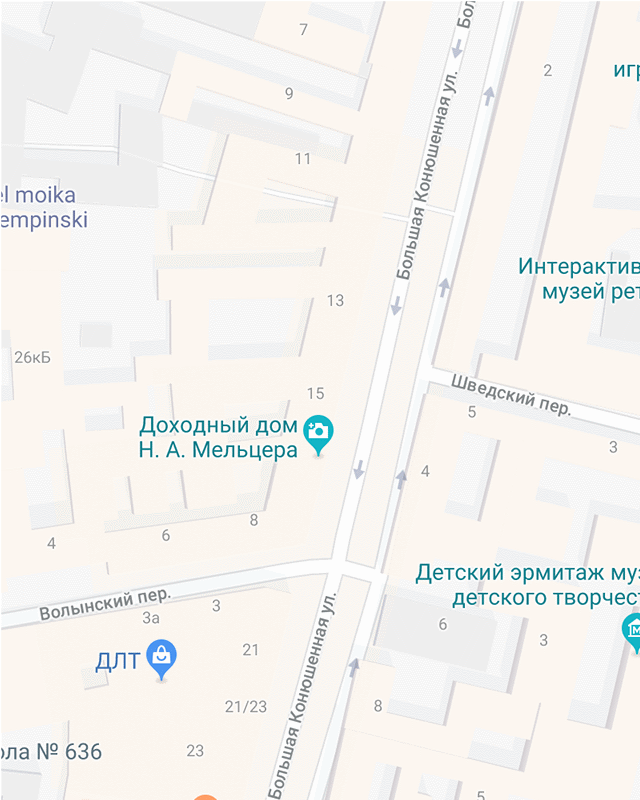 Бол
7
2
игр
9
Большая Конюшенная ул.
11
el moika
empinski
Интерактив
музей рет
13
26кБ
Шведский пер.
15
5
Доходный дом
Н. А. Мельцера
3
4
8
6
4
Детский эрмитаж муз
детского творчест
Волынский пер.
3
3а
6
3
Большая Конюшенная ул.
21
ДЛТ
21/23
8
23
ола № 636
5